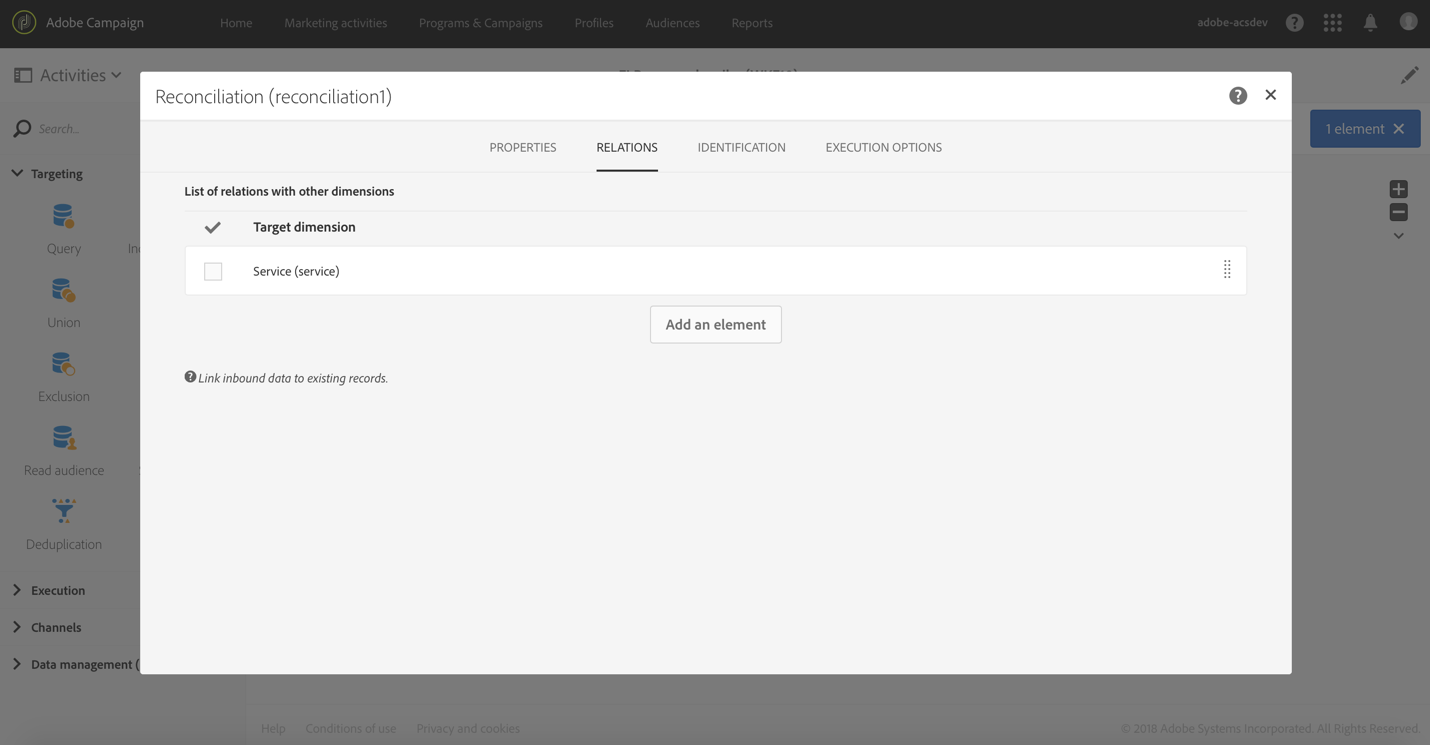 Adobe Campaign
Home Marketing activities Programs & Campaigns Profiles Audiences Reports
adobe-acsdev
Activities
Reconciliation (reconciliation1)
Search..
1 element
PROPERTIES RELATIONS IDENTIFICATION EXECUTION OPTIONS
Targeting
List of relations with other dimensions
Target dimension
Query
Service (service)
Union
Add an element
Link inbound data to existing records.
Exclusion
Read audience
Deduplication
Execution
Channels
Data management (
Help Conditions of use Privacy and cookies
© 2018 Adobe Systems Incorporated. All Rights Reserved.